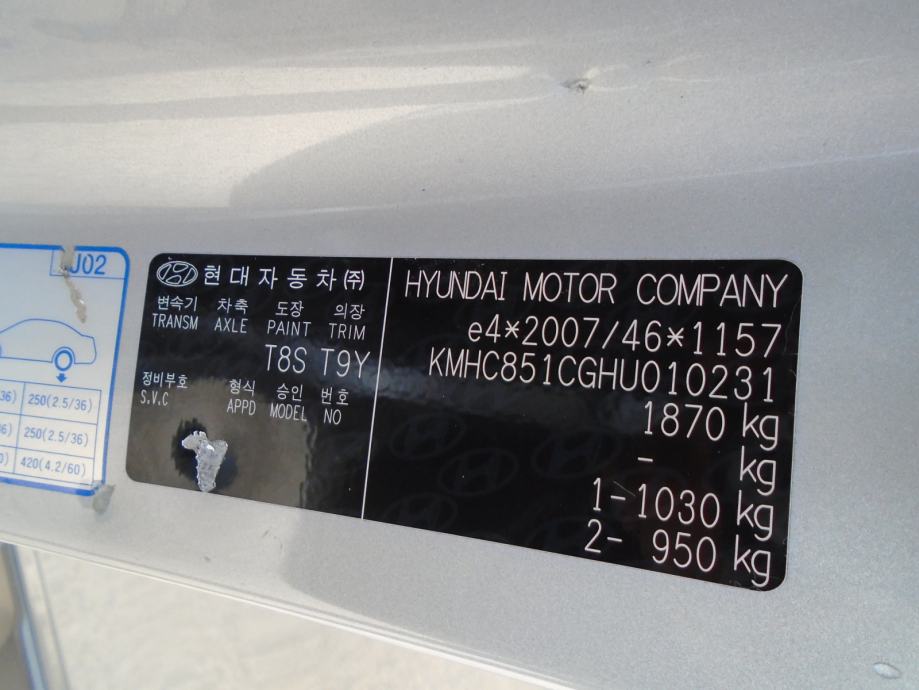 U02
250(2.5/36)
250(2.5/36)
420(4.2/60)
현대자동차㈜
변속기 차축 도장 의장
TRANSM AXLE PAINT TRIM
T8S T9Y
정비부호 형식 승인 번호
S.V.C APPD MODEL NO
HYUNDAI MOTOR COMPANY
e4*2007/46*1157
KMHC851CGHU010231
1870 kg
- kg
1- 1030 kg
2- 950 kg